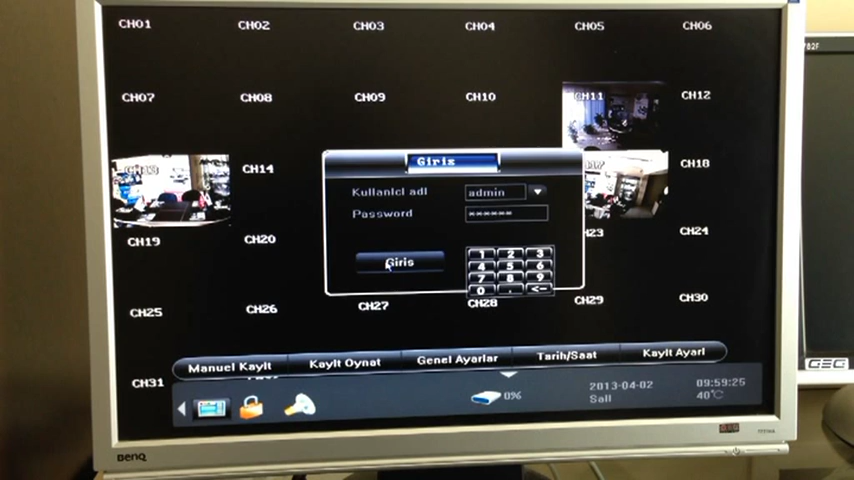 CH01 CH02 CH03 CH04 CH05 CH06
CH07 CH08 CH09 CH10 CH11 CH12
Giris
CH14 CH18
Kullanici adi admin
Password ********
CH19 CH20 CH24
Giris
1 2 3
4 5 6
7 8 9
0 . <-
CH25 CH26 CH27 CH28 CH29 CH30
Manuel Kayit Kayit Oynat Genel Ayarlar Tarih/Saat Kayit Ayari
CH31
0% 2013-04-02 09:59:25
Sali 40°C
BenQ
GEG